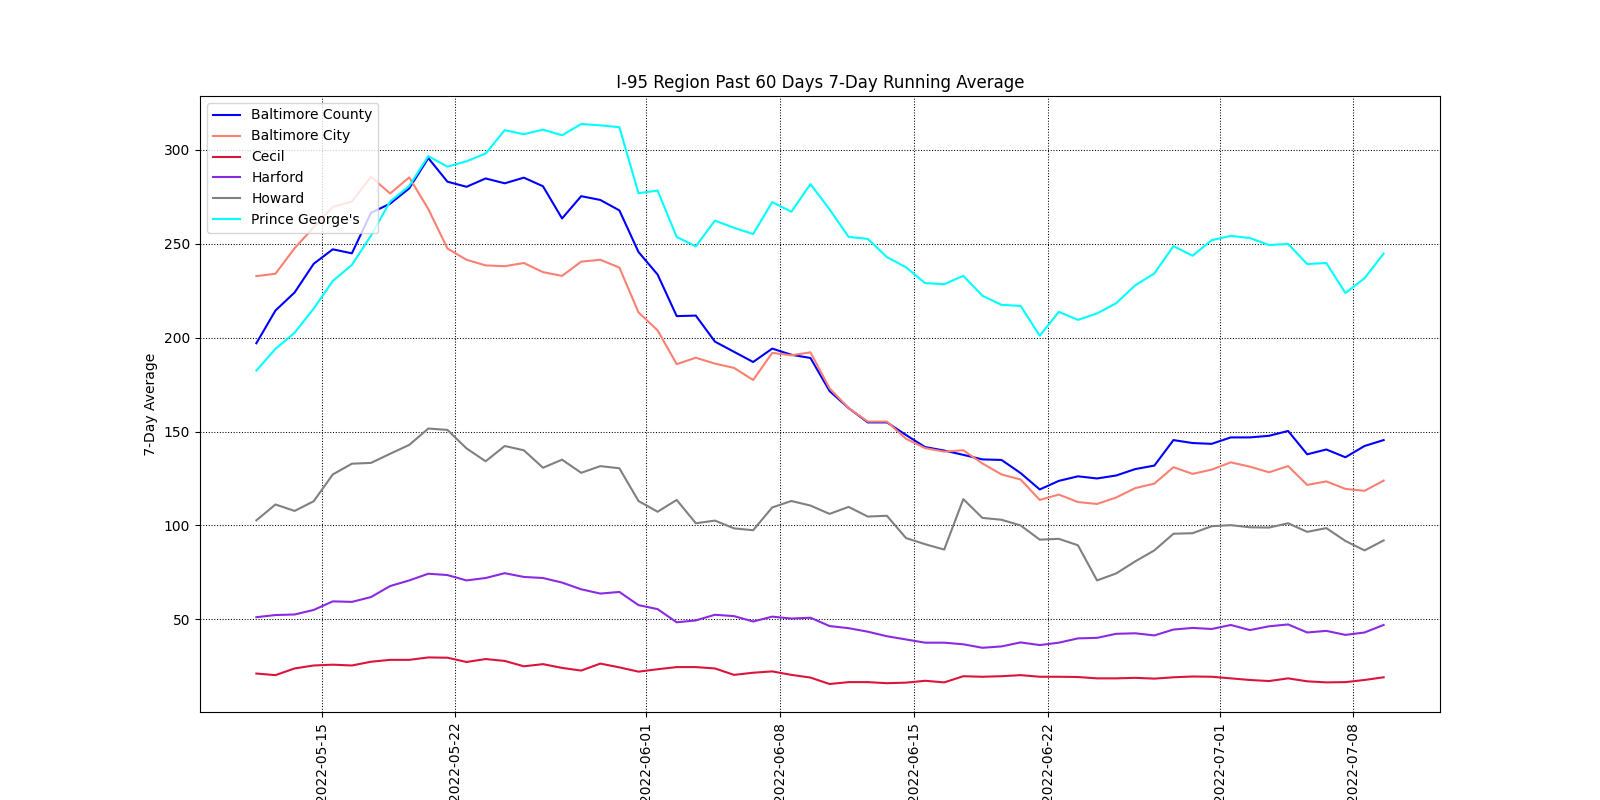 I-95 Region Past 60 Days 7-Day Running Average
Baltimore County
Baltimore City
Cecil
Harford
Howard
Prince George's
300
250
200
150
100
50
7-Day Average
2022-05-15
2022-05-22
2022-06-01
2022-06-08
2022-06-15
2022-06-22
2022-07-01
2022-07-08